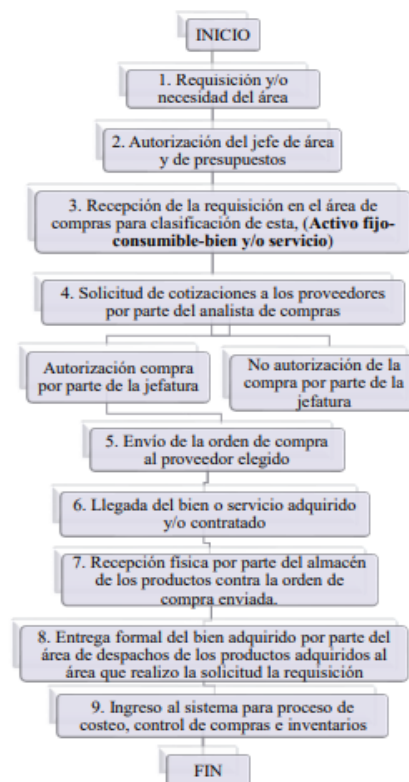 INICIO
1. Requisición y/o
necesidad del área
2. Autorización del jefe de área
y de presupuestos
3. Recepción de la requisición en el área de
compras para clasificación de esta, (Activo fijo-
consumible-bien y/o servicio)
4. Solicitud de cotizaciones a los proveedores
por parte del analista de compras
Autorización compra
por parte de la jefatura
No autorización de la
compra por parte de la
jefatura
5. Envío de la orden de compra
al proveedor elegido
6. Llegada del bien o servicio adquirido
y/o contratado
7. Recepción física por parte del almacén
de los productos contra la orden de
compra enviada.
8. Entrega formal del bien adquirido por parte del
área de despachos de los productos adquiridos al
área que realizo la solicitud la requisición
9. Ingreso al sistema para proceso de
costeo, control de compras e inventarios
FIN